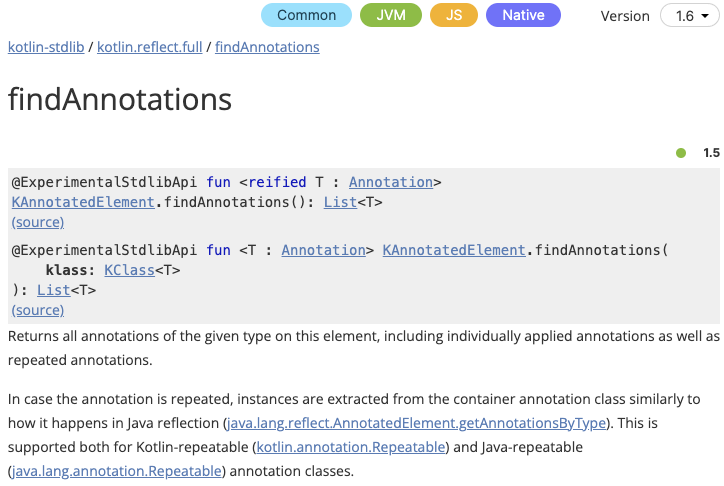 Common JVM JS Native Version 1.6
kotlin-stdlib / kotlin.reflect.full / findAnnotations
findAnnotations
1.5
@ExperimentalStdlibApi fun <reified T : Annotation>
KAnnotatedElement.findAnnotations(): List<T>
(source)
@ExperimentalStdlibApi fun <T : Annotation> KAnnotatedElement.findAnnotations(
    klass: KClass<T>
): List<T>
(source)
Returns all annotations of the given type on this element, including individually applied annotations as well as
repeated annotations.
In case the annotation is repeated, instances are extracted from the container annotation class similarly to
how it happens in Java reflection (java.lang.reflect.AnnotatedElement.getAnnotationsByType). This is
supported both for Kotlin-repeatable (kotlin.annotation.Repeatable) and Java-repeatable
(java.lang.annotation.Repeatable) annotation classes.